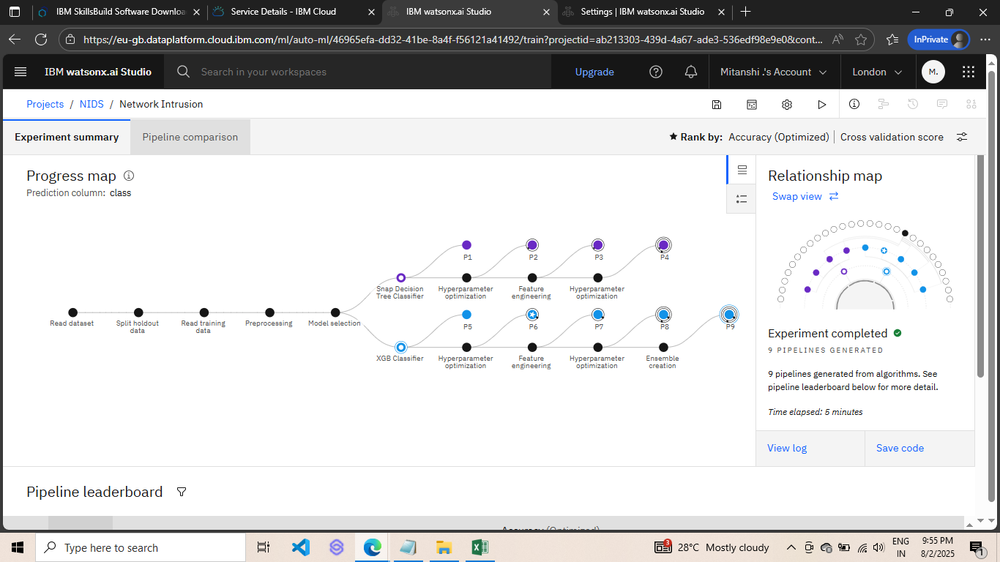 IBM SkillsBuild Software Downloa
Service Details - IBM Cloud
IBM watsonx.ai Studio
Settings | IBM watsonx.ai Studio
https://eu-gb.dataplatform.cloud.ibm.com/ml/auto-ml/46965efa-dd32-41be-8a4f-f56121a41492/train?projectid=ab213303-439d-4a67-ade3-536edf98e9e0&cont...
InPrivate
IBM watsonx.ai Studio
Search in your workspaces
Upgrade
Mitanshi .'s Account
London
M.
Projects / NIDS / Network Intrusion
Experiment summary
Pipeline comparison
Rank by: Accuracy (Optimized) | Cross validation score
Progress map
Prediction column: class
P1
P2
P3
P4
Snap Decision
Tree Classifier
Hyperparameter
optimization
Feature
engineering
Hyperparameter
optimization
Read dataset
Split holdout
data
Read training
data
Preprocessing
Model selection
P5
P6
P7
P8
P9
XGB Classifier
Hyperparameter
optimization
Feature
engineering
Hyperparameter
optimization
Ensemble
creation
Relationship map
Swap view
Experiment completed
9 PIPELINES GENERATED
9 pipelines generated from algorithms. See
pipeline leaderboard below for more detail.
Time elapsed: 5 minutes
View log
Save code
Pipeline leaderboard
Accuracy (Optimized)
Type here to search
3
28°C Mostly cloudy
ENG
IN
9:55 PM
8/2/2025
1